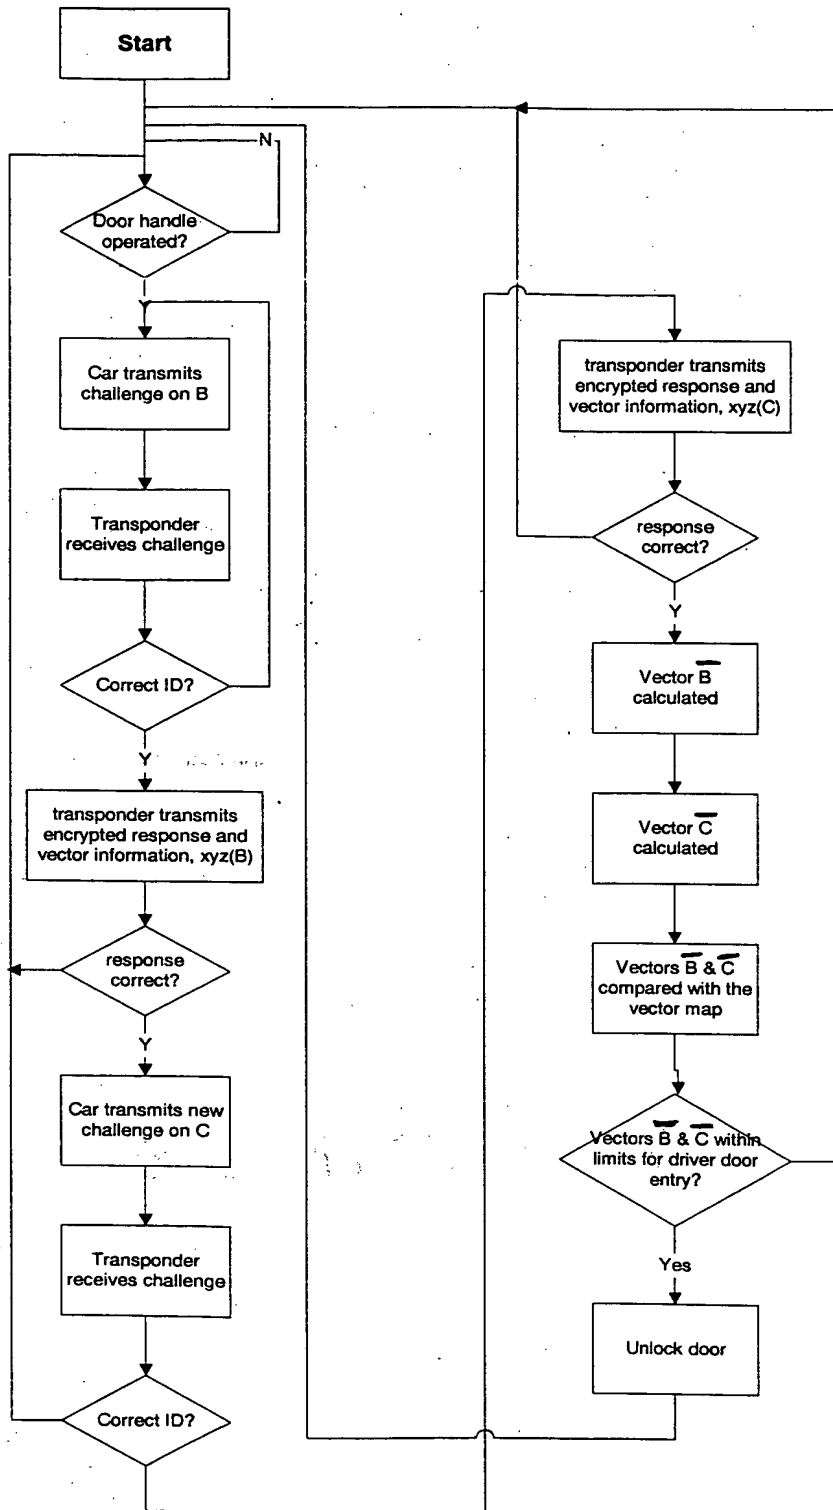 Start
N
Door handle
operated?
Y
Car transmits
challenge on B
Transponder
receives challenge
Correct ID?
Y
transponder transmits
encrypted response and
vector information, xyz(B)
response
correct?
Y
Car transmits new
challenge on C
Transponder
receives challenge
Correct ID?
transponder transmits
encrypted response and
vector information, xyz(C)
response
correct?
Y
Vector B̅
calculated
Vector C̅
calculated
Vectors B̅ & C̅
compared with the
vector map
Vectors B̅ & C̅ within
limits for driver door
entry?
Yes
Unlock door